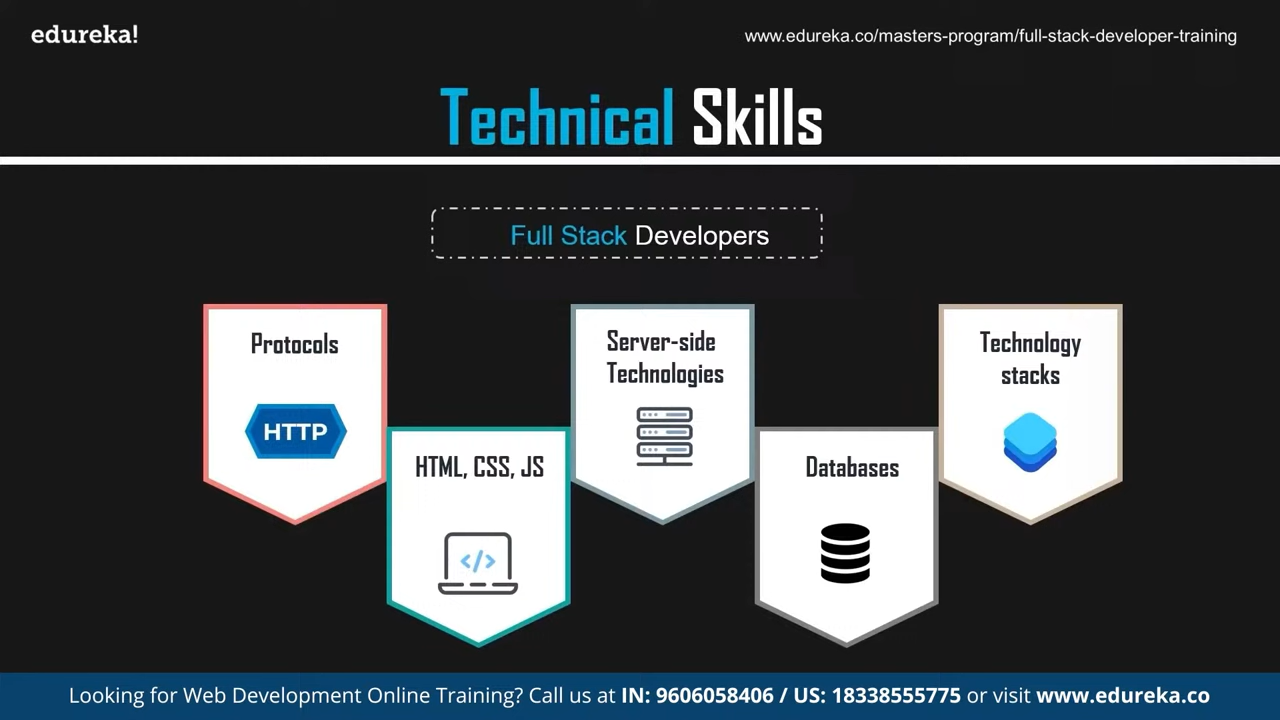 edureka!
www.edureka.co/masters-program/full-stack-developer-training
Technical Skills
Full Stack Developers
Protocols
HTTP
HTML, CSS, JS
</>
Server-side
Technologies
Databases
Technology
stacks
Looking for Web Development Online Training? Call us at IN: 9606058406 / US: 18338555775 or visit www.edureka.co